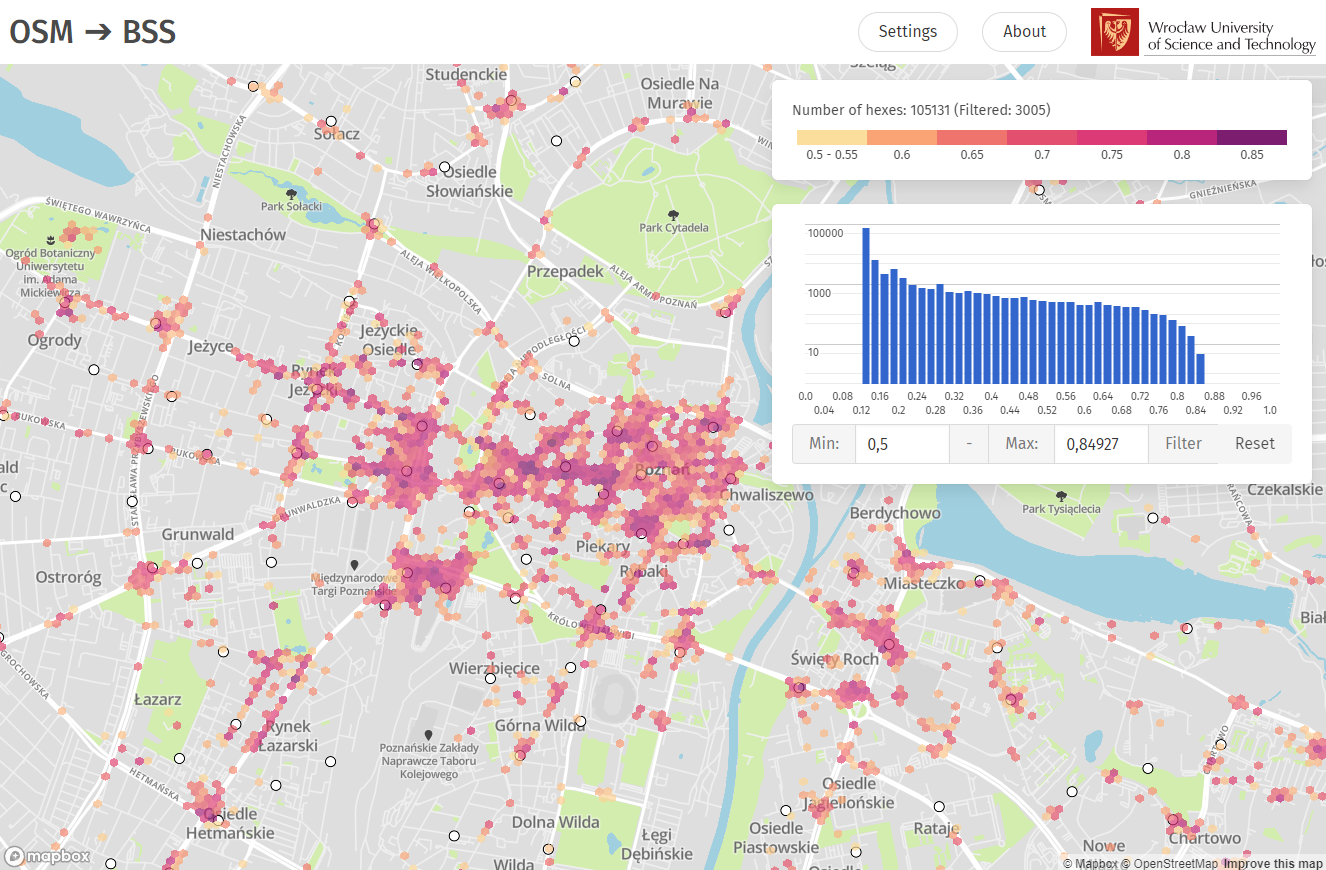 OSM → BSS
Settings
About
Wrocław University
of Science and Technology
Number of hexes: 105131 (Filtered: 3005)
0.5 - 0.55
0.6
0.65
0.7
0.75
0.8
0.85
100000
1000
10
0.0
0.08
0.16
0.24
0.32
0.4
0.48
0.56
0.64
0.72
0.8
0.88
0.96
0.04
0.12
0.2
0.28
0.36
0.44
0.52
0.6
0.68
0.76
0.84
0.92
1.0
Min:
0,5
-
Max:
0,84927
Filter
Reset
Studenckie
Osiedle Na
Murawie
Sołacz
NIESTACHOWSKA
Osiedle
Słowiańskie
Park Sołacki
ŚWIĘTEGO WAWRZYŃCA
Niestachów
Park Cytadela
GNIEŹNIEŃSKA
Ogród Botaniczny
Uniwersytetu
im. Adama
Mickiewicza
ALEJA WIELKOPOLSKA
Przepadek
ALEJA ARMII POZNAŃ
Ogrody
Jeżyce
Jeżyckie
Osiedle
Rynek
SOLNA
BUKOWSKA
BUKOWSKA
Poznań
Chwaliszewo
Berdychowo
Park Tysiąclecia
Czekalskie
GRUNWALDZKA
Grunwald
Piekary
Rybaki
Ostroróg
Międzynarodowe
Targi Poznańskie
Miasteczko
KRÓLOWEJ JADWIGI
Wierzbięcice
Święty Roch
GROCHOWSKA
Łazarz
Rynek
Łazarski
Górna Wilda
Poznańskie Zakłady
Naprawcze Taboru
Kolejowego
HETMAŃSKA
Osiedle
Hetmańskie
Dolna Wilda
Łęgi
Dębińskie
Osiedle
Jagiellońskie
Osiedle
Piastowskie
Rataje
Chartowo
Nowe
Wilda
mapbox
© Mapbox © OpenStreetMap Improve this map